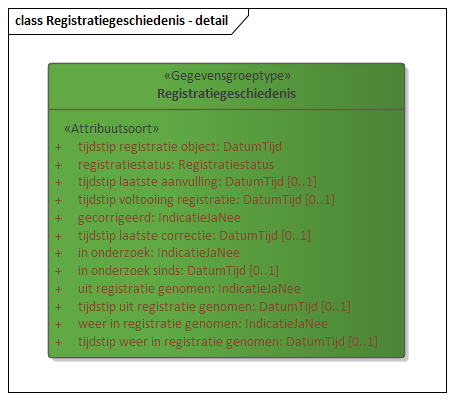 class Registratiegeschiedenis - detail
«Gegevensgroeptype»
Registratiegeschiedenis
«Attribuutsoort»
+ tijdstip registratie object: DatumTijd
+ registratiestatus: Registratiestatus
+ tijdstip laatste aanvulling: DatumTijd [0..1]
+ tijdstip voltooiing registratie: DatumTijd [0..1]
+ gecorrigeerd: IndicatieJaNee
+ tijdstip laatste correctie: DatumTijd [0..1]
+ in onderzoek: IndicatieJaNee
+ in onderzoek sinds: DatumTijd [0..1]
+ uit registratie genomen: IndicatieJaNee
+ tijdstip uit registratie genomen: DatumTijd [0..1]
+ weer in registratie genomen: IndicatieJaNee
+ tijdstip weer in registratie genomen: DatumTijd [0..1]